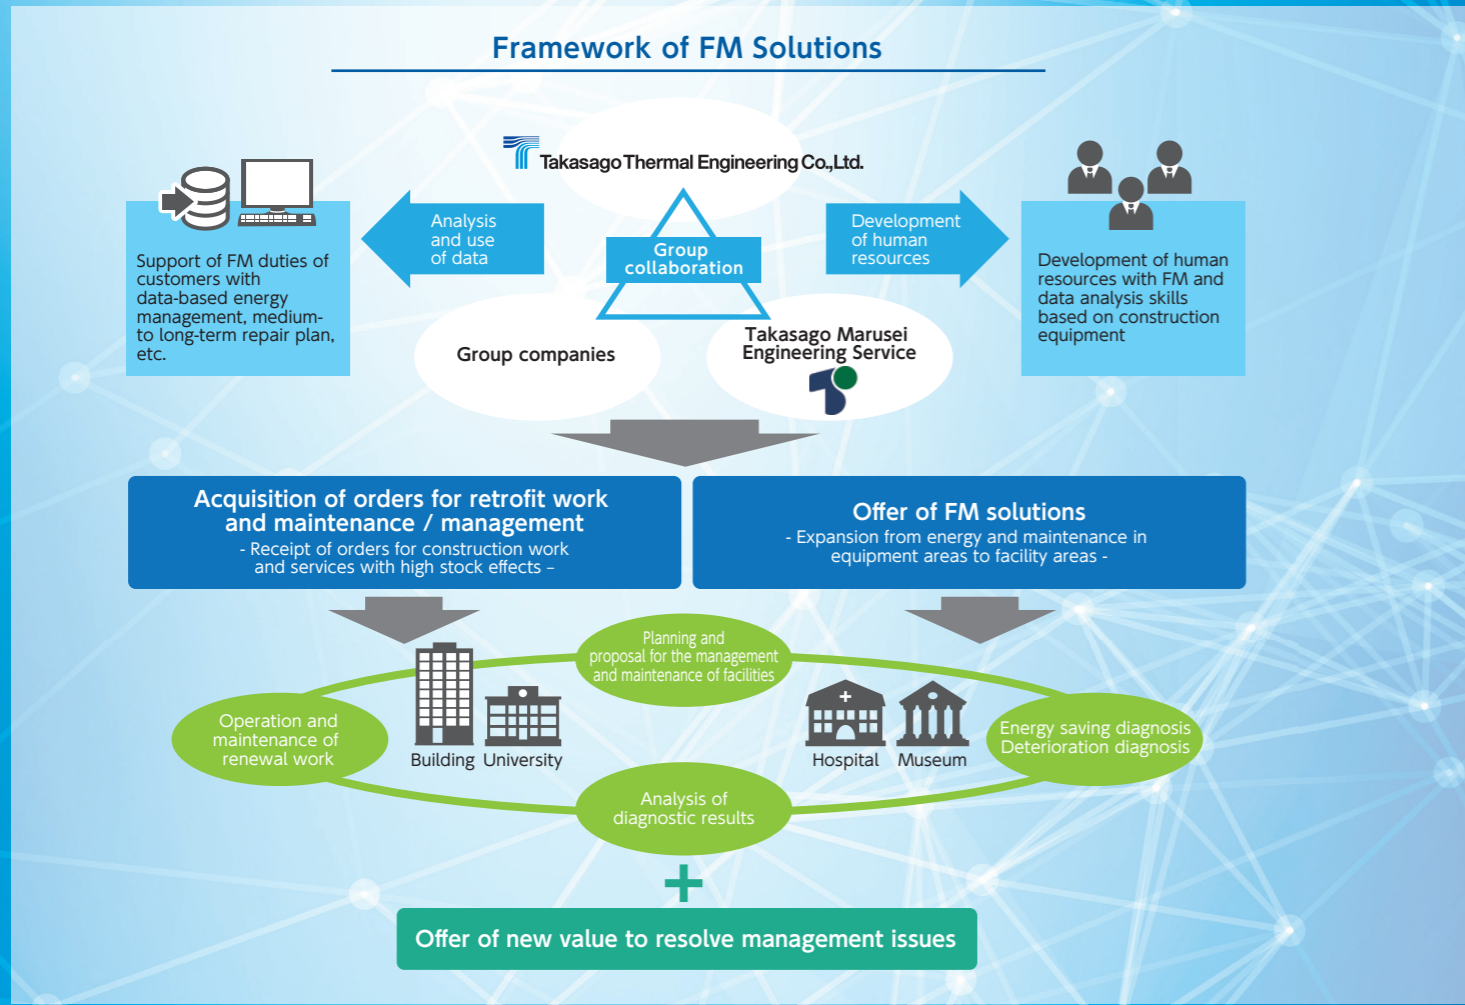 Framework of FM Solutions
Takasago Thermal Engineering Co.,Ltd.
Analysis
and use
of data
Group
collaboration
Development
of human
resources
Support of FM duties of
customers with
data-based energy
management, medium-
to long-term repair plan,
etc.
Development of human
resources with FM and
data analysis skills
based on construction
equipment
Group companies
Takasago Marusei
Engineering Service
Acquisition of orders for retrofit work
and maintenance / management
- Receipt of orders for construction work
and services with high stock effects –
Offer of FM solutions
- Expansion from energy and maintenance in
equipment areas to facility areas -
Planning and
proposal for the management
and maintenance of facilities
Operation and
maintenance of
renewal work
Building
University
Hospital
Museum
Energy saving diagnosis
Deterioration diagnosis
Analysis of
diagnostic results
+
Offer of new value to resolve management issues